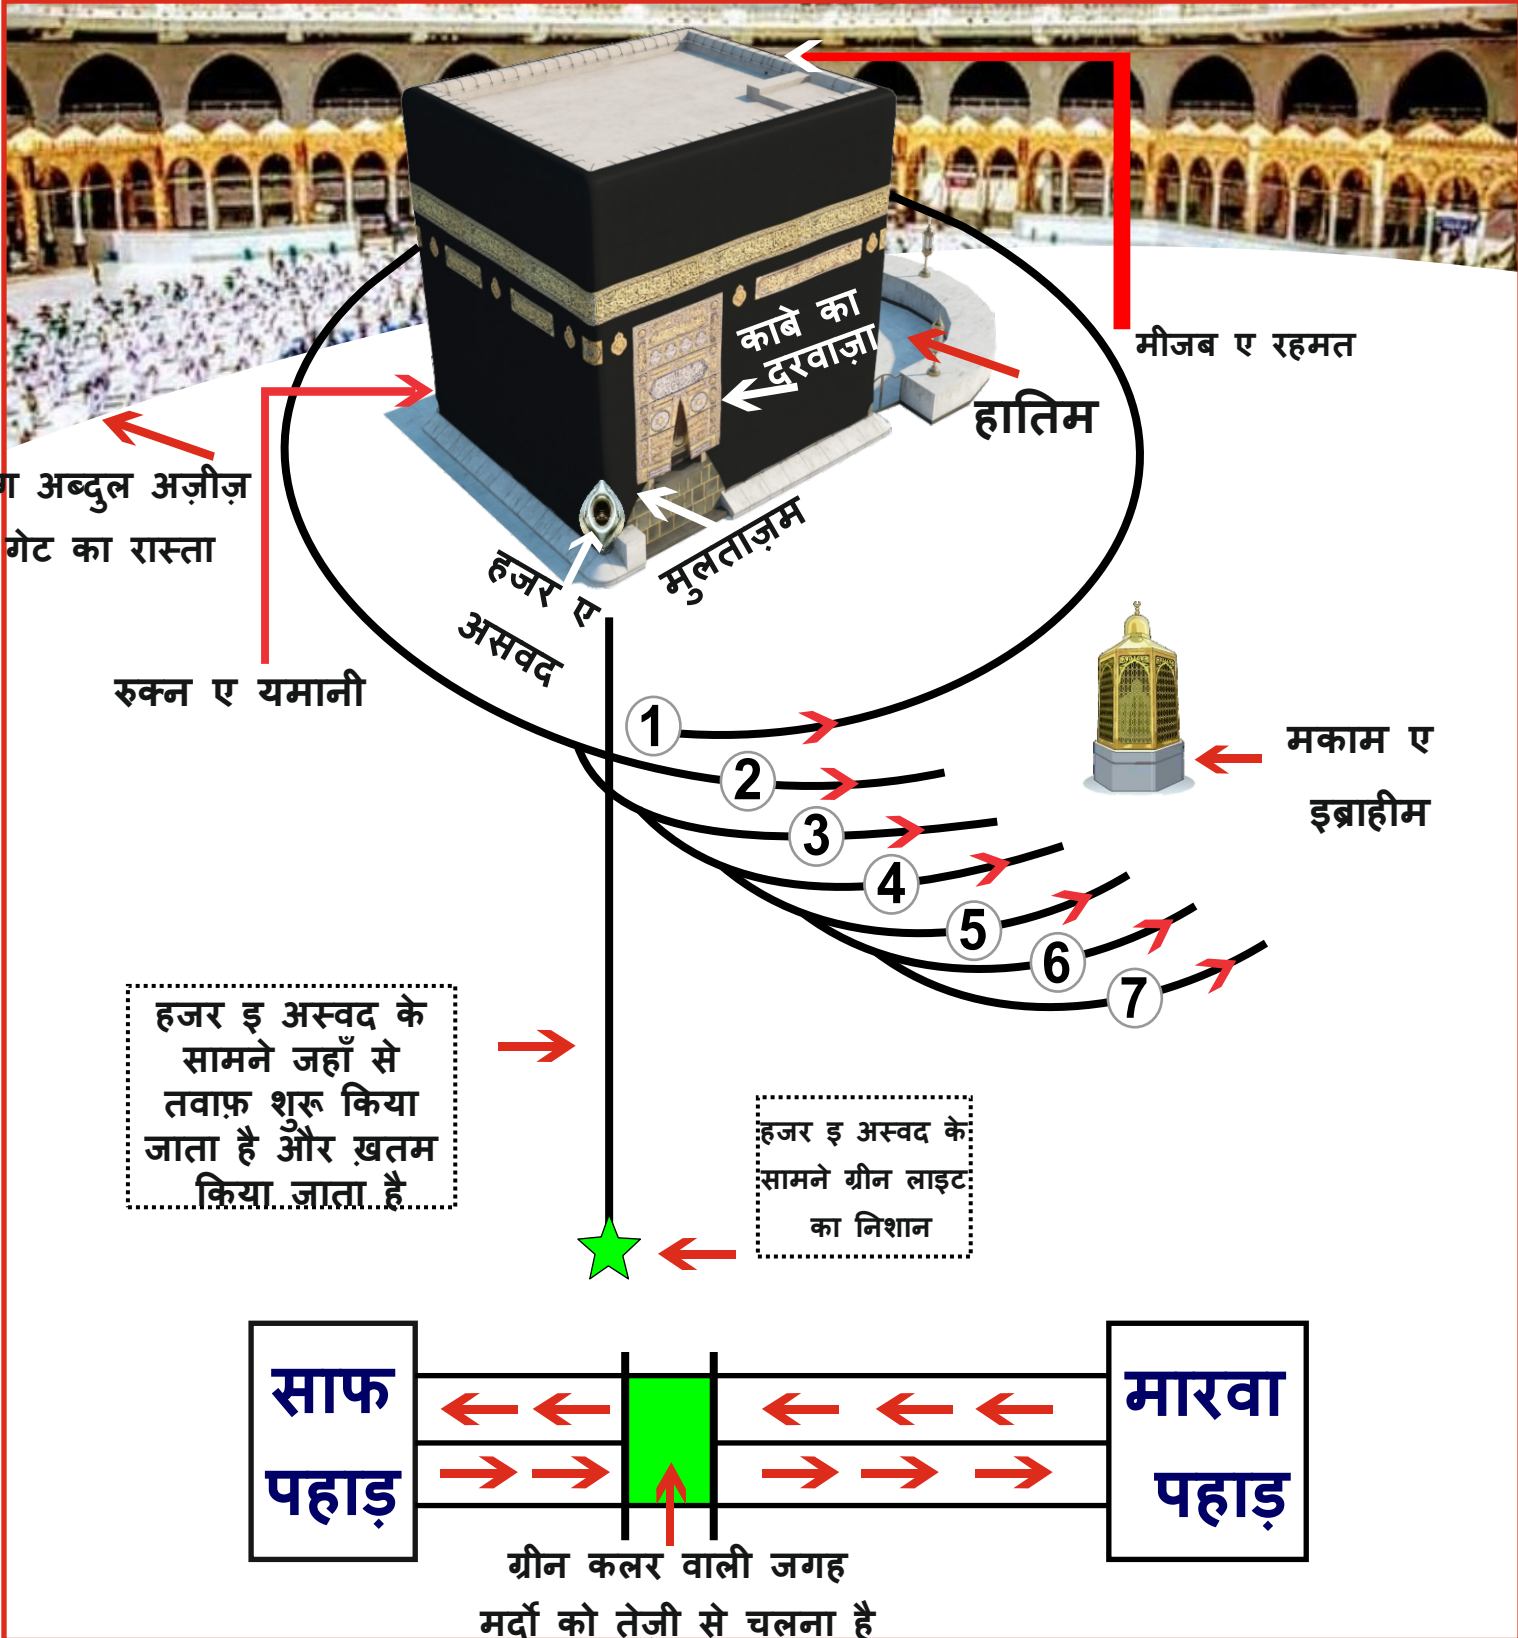 काबे का
दरवाज़ा
मीजब ए रहमत
हातिम
अब्दुल अज़ीज़
गेट का रास्ता
मुलताज़म
हजर ए
असवद
रुक्न ए यमानी
मकाम ए
इब्राहीम
1
2
3
4
5
6
7
हजर इ अस्वद के
सामने जहाँ से
तवाफ़ शुरू किया
जाता है और ख़तम
किया जाता है
हजर इ अस्वद के
सामने ग्रीन लाइट
का निशान
साफ
पहाड़
मारवा
पहाड़
ग्रीन कलर वाली जगह
मर्दो को तेजी से चलना है